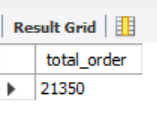 Result Grid
total_order
21350